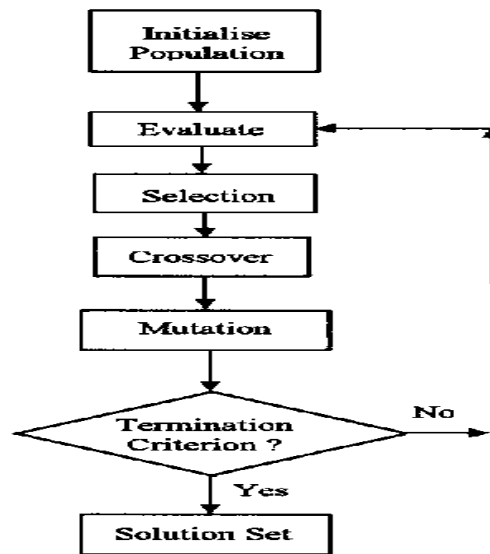 Initialise
Population
Evaluate
Selection
Crossover
Mutation
Termination
Criterion ?
No
Yes
Solution Set